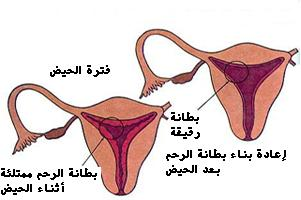 فترة الحيض
بطانة
رقيقة
إعادة بناء بطانة الرحم
بعد الحيض
بطانة الرحم ممتلئة
أثناء الحيض